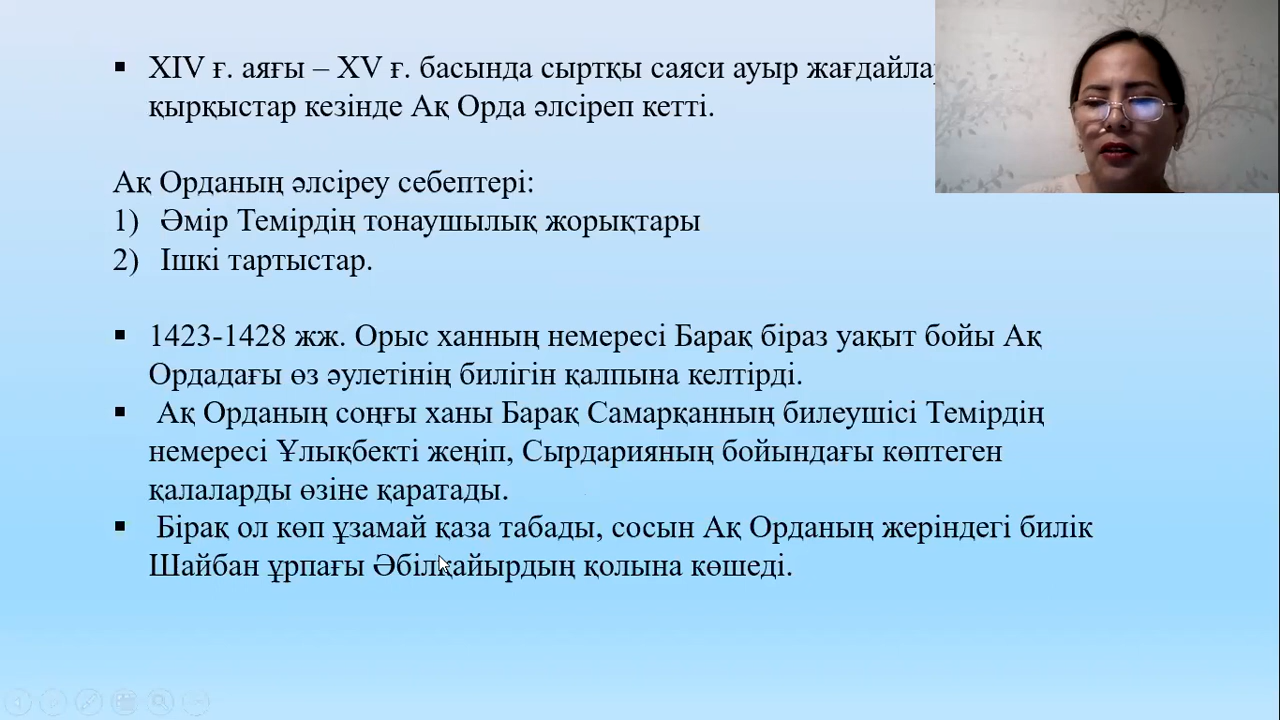 ▪ XIV ғ. аяғы – XV ғ. басында сыртқы саяси ауыр
қырқыстар кезінде Ақ Орда әлсіреп кетті.
Ақ Орданың әлсіреу себептері:
1) Әмір Темірдің тонаушылық жорықтары
2) Ішкі тартыстар.
▪ 1423-1428 жж. Орыс ханның немересі Барақ біраз уақыт бойы Ақ
Ордадағы өз әулетінің билігін қалпына келтірді.
▪ Ақ Орданың соңғы ханы Барақ Самарқанның билеушісі Темірдің
немересі Ұлықбекті жеңіп, Сырдарияның бойындағы көптеген
қалаларды өзіне қаратады.
▪ Бірақ ол көп ұзамай қаза табады, сосын Ақ Орданың жеріндегі билік
Шайбан ұрпағы Әбілқайырдың қолына көшеді.